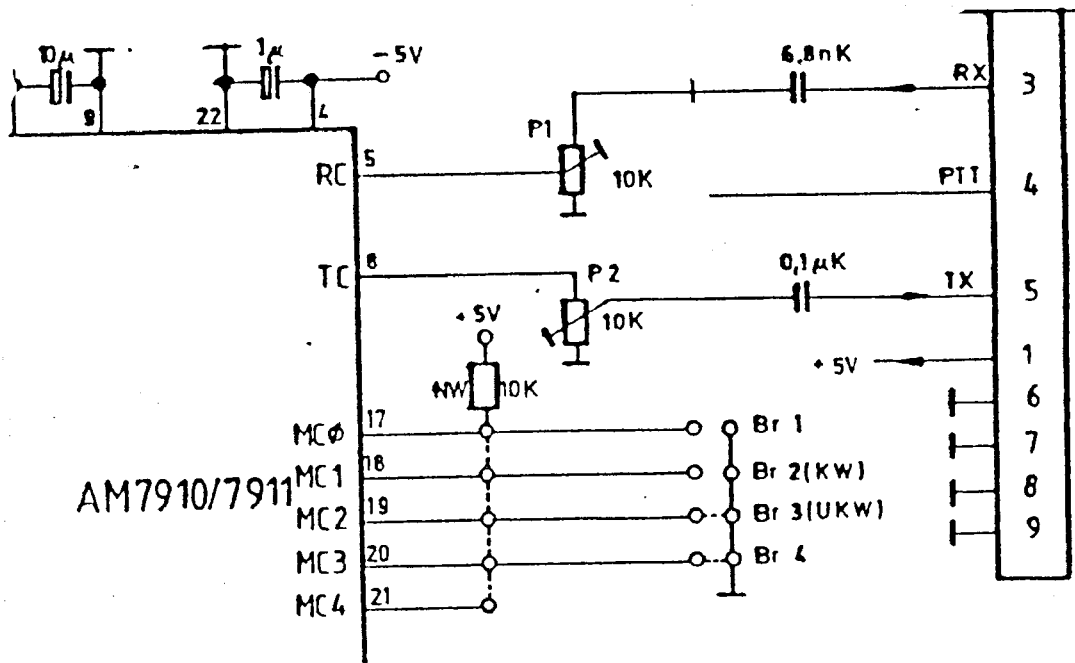 10µ
1µ
-5V
6,8nK
RX
3
9
22
4
P1
5
RC
10K
PTT
4
6
TC
P2
0,1µK
TX
5
10K
+5V
1
+5V
NW
10K
6
17
MCØ
Br 1
7
18
MC1
Br 2(KW)
AM7910/7911
8
19
MC2
Br 3(UKW)
9
20
MC3
Br 4
21
MC4